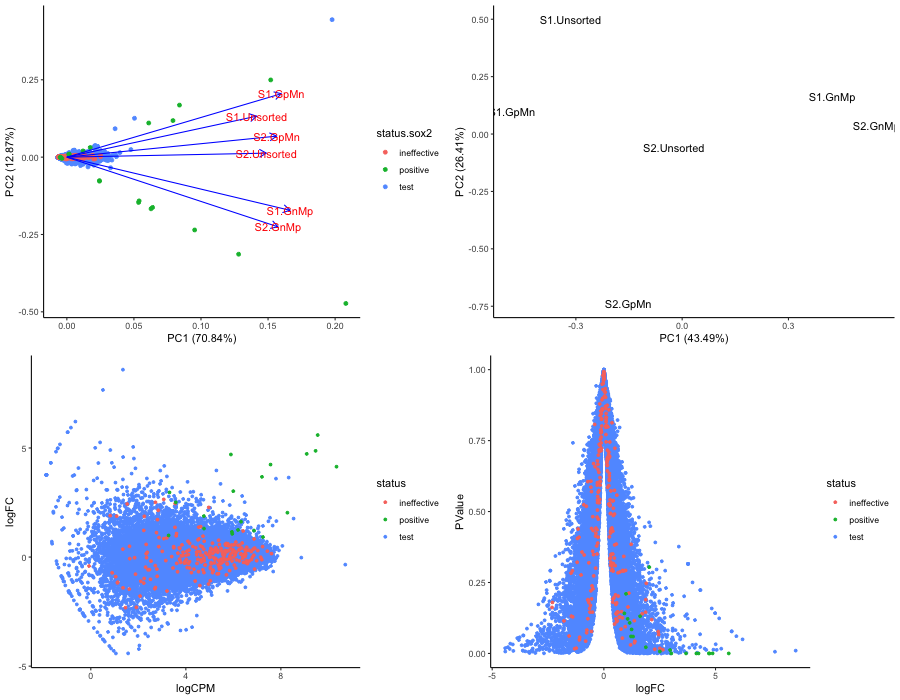 PC2 (12.87%)
0.25
0.00
-0.25
-0.50
S1.GpMn
S1.Unsorted
S2.GpMn
S2.Unsorted
S1.GnMp
S2.GnMp
0.00
0.05
0.10
0.15
0.20
PC1 (70.84%)
status.sox2
ineffective
positive
test
PC2 (26.41%)
0.50
0.25
0.00
-0.25
-0.50
-0.75
S1.Unsorted
S1.GpMn
S1.GnMp
S2.GnMp
S2.Unsorted
S2.GpMn
-0.3
0.0
0.3
PC1 (43.49%)
logFC
5
0
-5
0
4
8
logCPM
status
ineffective
positive
test
PValue
1.00
0.75
0.50
0.25
0.00
-5
0
5
logFC
status
ineffective
positive
test